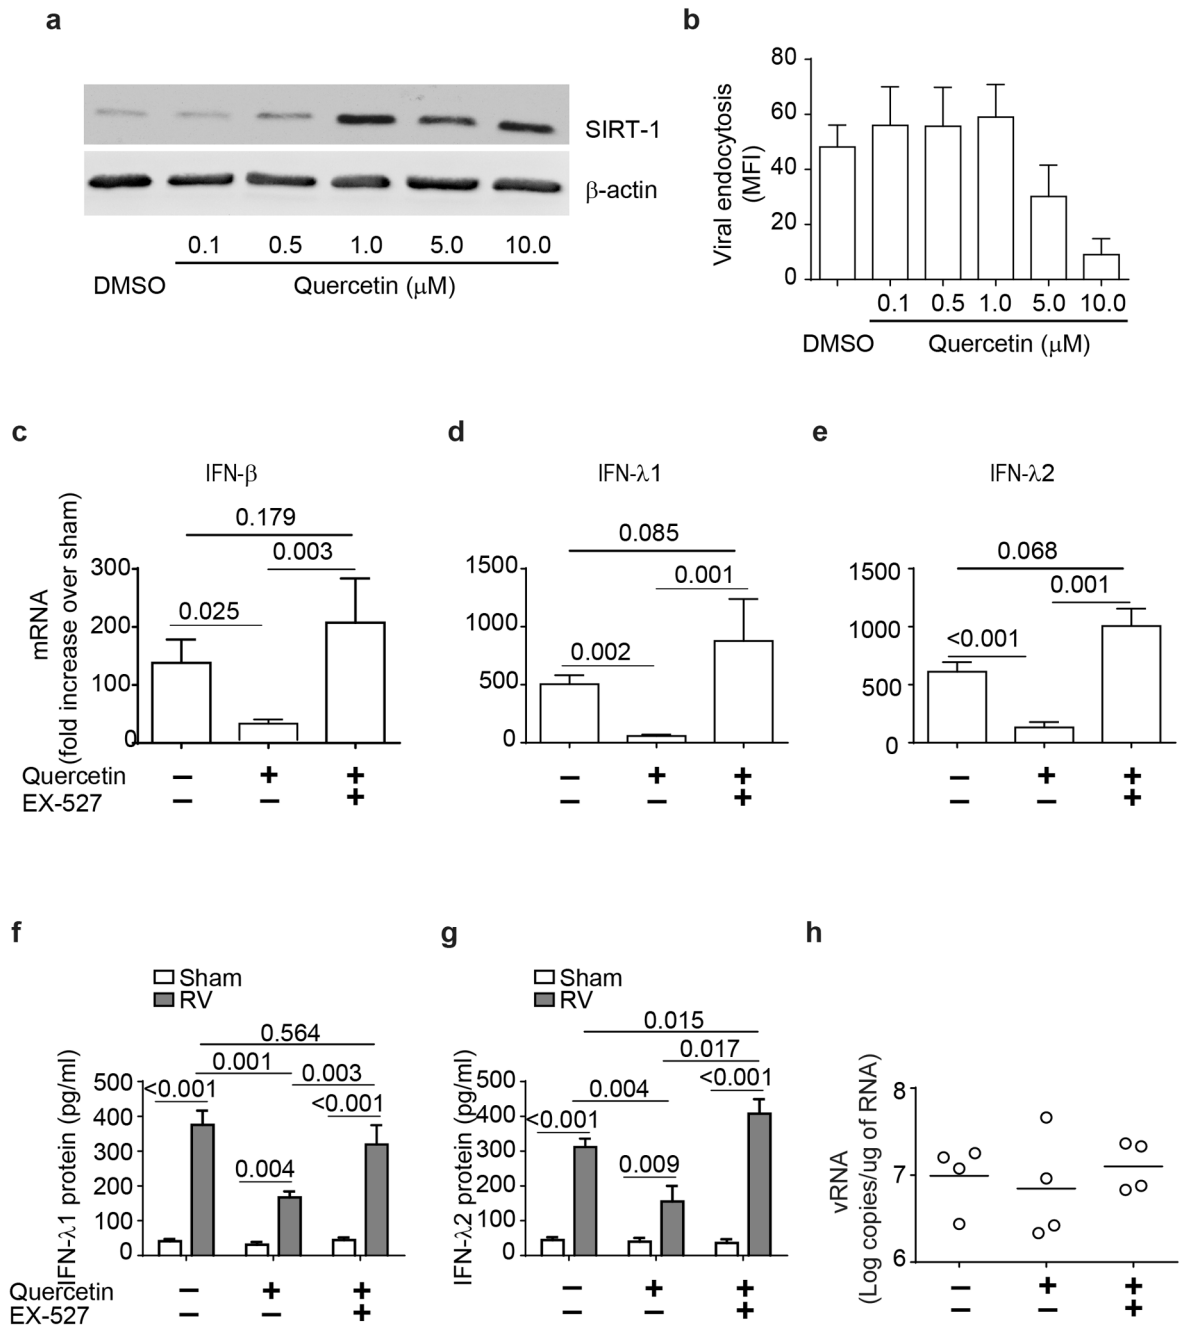 a
SIRT-1
β-actin
0.1 0.5 1.0 5.0 10.0
DMSO Quercetin (μM)
b
Viral endocytosis
(MFI)
80
60
40
20
0
0.1 0.5 1.0 5.0 10.0
DMSO Quercetin (μM)
c
IFN-β
mRNA
(fold increase over sham)
0.179
0.003
0.025
300
200
100
0
Quercetin − + +
EX-527 − − +
d
IFN-λ1
0.085
0.001
0.002
1500
1000
500
0
− + +
− − +
e
IFN-λ2
0.068
0.001
<0.001
1500
1000
500
0
− + +
− − +
f
Sham
RV
IFN-λ1 protein (pg/ml)
0.564
0.001
0.003
<0.001
<0.001
0.004
500
400
300
200
100
0
Quercetin − + +
EX-527 − − +
g
Sham
RV
IFN-λ2 protein (pg/ml)
0.015
0.017
0.004
<0.001
<0.001
0.009
500
400
300
200
100
0
− + +
− − +
h
vRNA
(Log copies/ug of RNA)
8
7
6
− + +
− − +